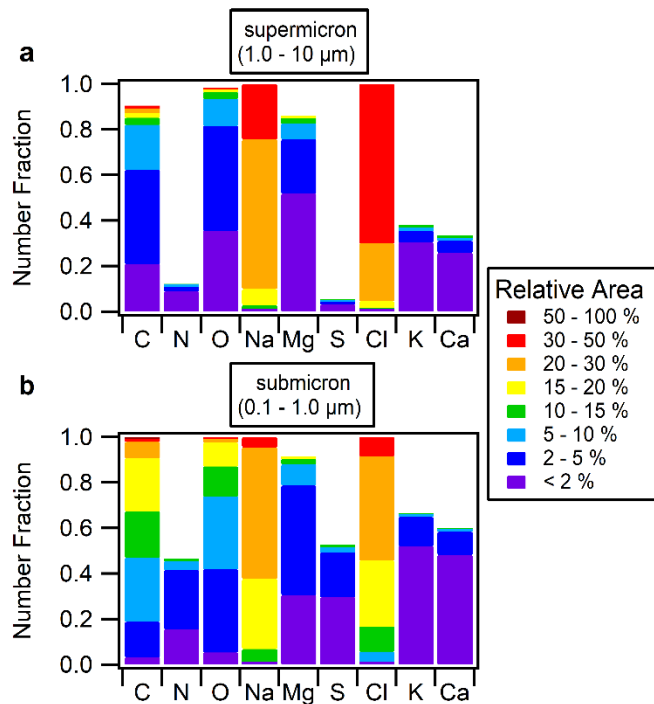 a
supermicron
(1.0 - 10 µm)
Number Fraction
1.0
0.8
0.6
0.4
0.2
0.0
C N O Na Mg S Cl K Ca
Relative Area
50 - 100 %
30 - 50 %
20 - 30 %
15 - 20 %
10 - 15 %
5 - 10 %
2 - 5 %
< 2 %
b
submicron
(0.1 - 1.0 µm)
Number Fraction
1.0
0.8
0.6
0.4
0.2
0.0
C N O Na Mg S Cl K Ca